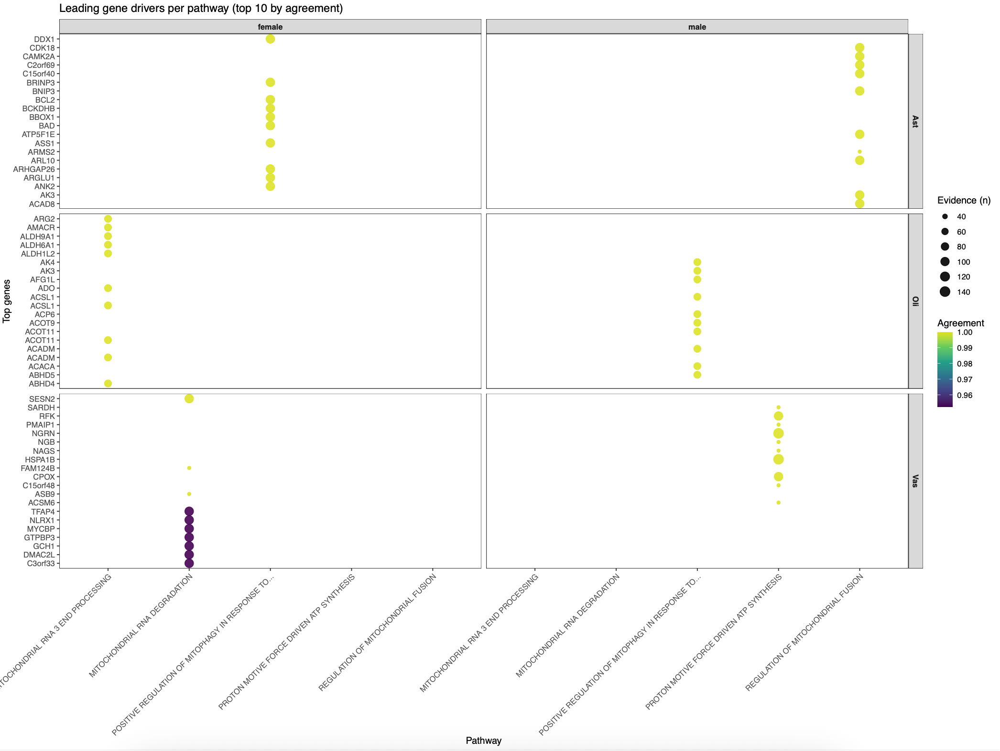 Leading gene drivers per pathway (top 10 by agreement)
female
male
DDX1
CDK18
CAMK2A
C2orf69
C15orf40
BRINP3
BNIP3
BCL2
BCKDHB
BBOX1
BAD
ATP5F1E
ASS1
ARMS2
ARL10
ARHGAP26
ARGLU1
ANK2
AK3
ACAD8
Ast
ARG2
AMACR
ALDH9A1
ALDH6A1
ALDH1L2
AK4
AK3
AFG1L
ADO
ACSL1
ACSL1
ACP6
ACOT9
ACOT11
ACOT11
ACADM
ACADM
ACACA
ABHD5
ABHD4
Oli
SESN2
SARDH
RFK
PMAIP1
NGRN
NGB
NAGS
HSPA1B
FAM124B
CPOX
C15orf48
ASB9
ACSM6
TFAP4
NLRX1
MYCBP
GTPBP3
GCH1
DMAC2L
C3orf33
Vas
Top genes
TOCHONDRIAL RNA 3 END PROCESSING
MITOCHONDRIAL RNA DEGRADATION
POSITIVE REGULATION OF MITOPHAGY IN RESPONSE TO...
PROTON MOTIVE FORCE DRIVEN ATP SYNTHESIS
REGULATION OF MITOCHONDRIAL FUSION
MITOCHONDRIAL RNA 3 END PROCESSING
MITOCHONDRIAL RNA DEGRADATION
POSITIVE REGULATION OF MITOPHAGY IN RESPONSE TO...
PROTON MOTIVE FORCE DRIVEN ATP SYNTHESIS
REGULATION OF MITOCHONDRIAL FUSION
Pathway
Evidence (n)
40
60
80
100
120
140
Agreement
1.00
0.99
0.98
0.97
0.96